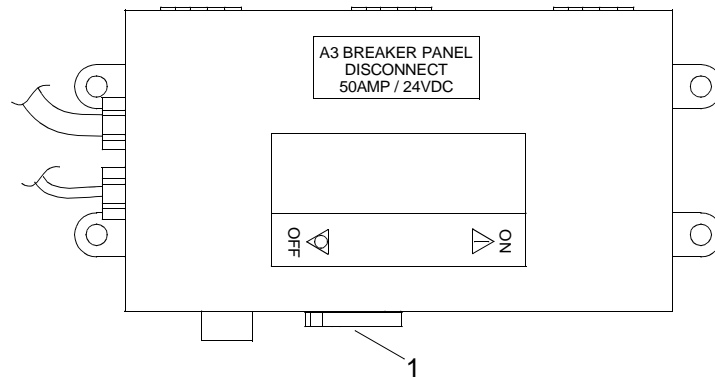 A3 BREAKER PANEL
DISCONNECT
50AMP / 24VDC
OFF
ON
1